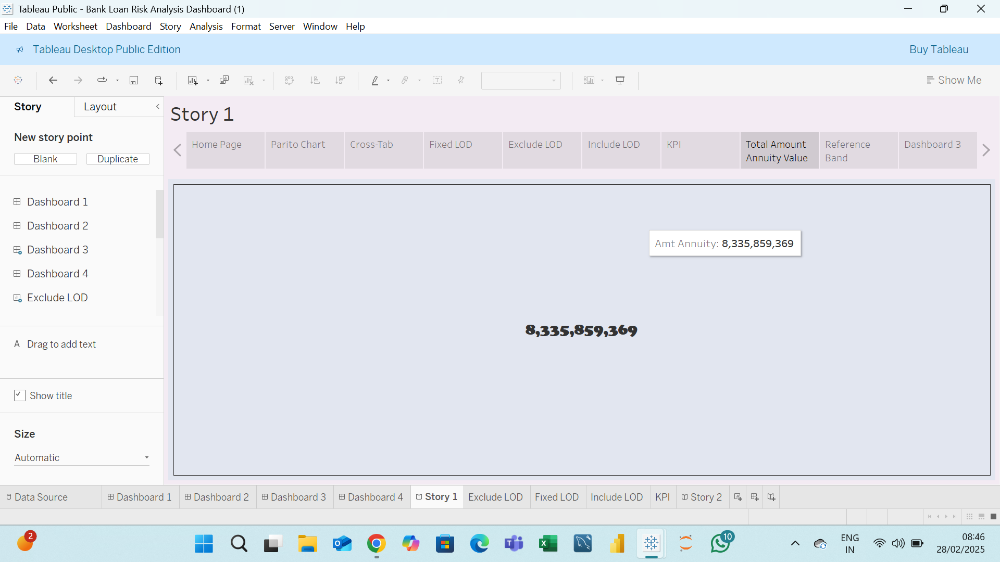 Tableau Public - Bank Loan Risk Analysis Dashboard (1)
File Data Worksheet Dashboard Story Analysis Format Server Window Help
Tableau Desktop Public Edition
Buy Tableau
Show Me
Story
Layout
New story point
Blank
Duplicate
Dashboard 1
Dashboard 2
Dashboard 3
Dashboard 4
Exclude LOD
A Drag to add text
Show title
Size
Automatic
Story 1
Home Page
Parito Chart
Cross-Tab
Fixed LOD
Exclude LOD
Include LOD
KPI
Total Amount
Annuity Value
Reference
Band
Dashboard 3
Amt Annuity: 8,335,859,369
8,335,859,369
Data Source
Dashboard 1
Dashboard 2
Dashboard 3
Dashboard 4
Story 1
Exclude LOD
Fixed LOD
Include LOD
KPI
Story 2
2
10
ENG
IN
08:46
28/02/2025